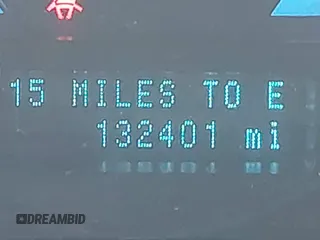 15 MILES TO E
132401 mi
DREAMBID